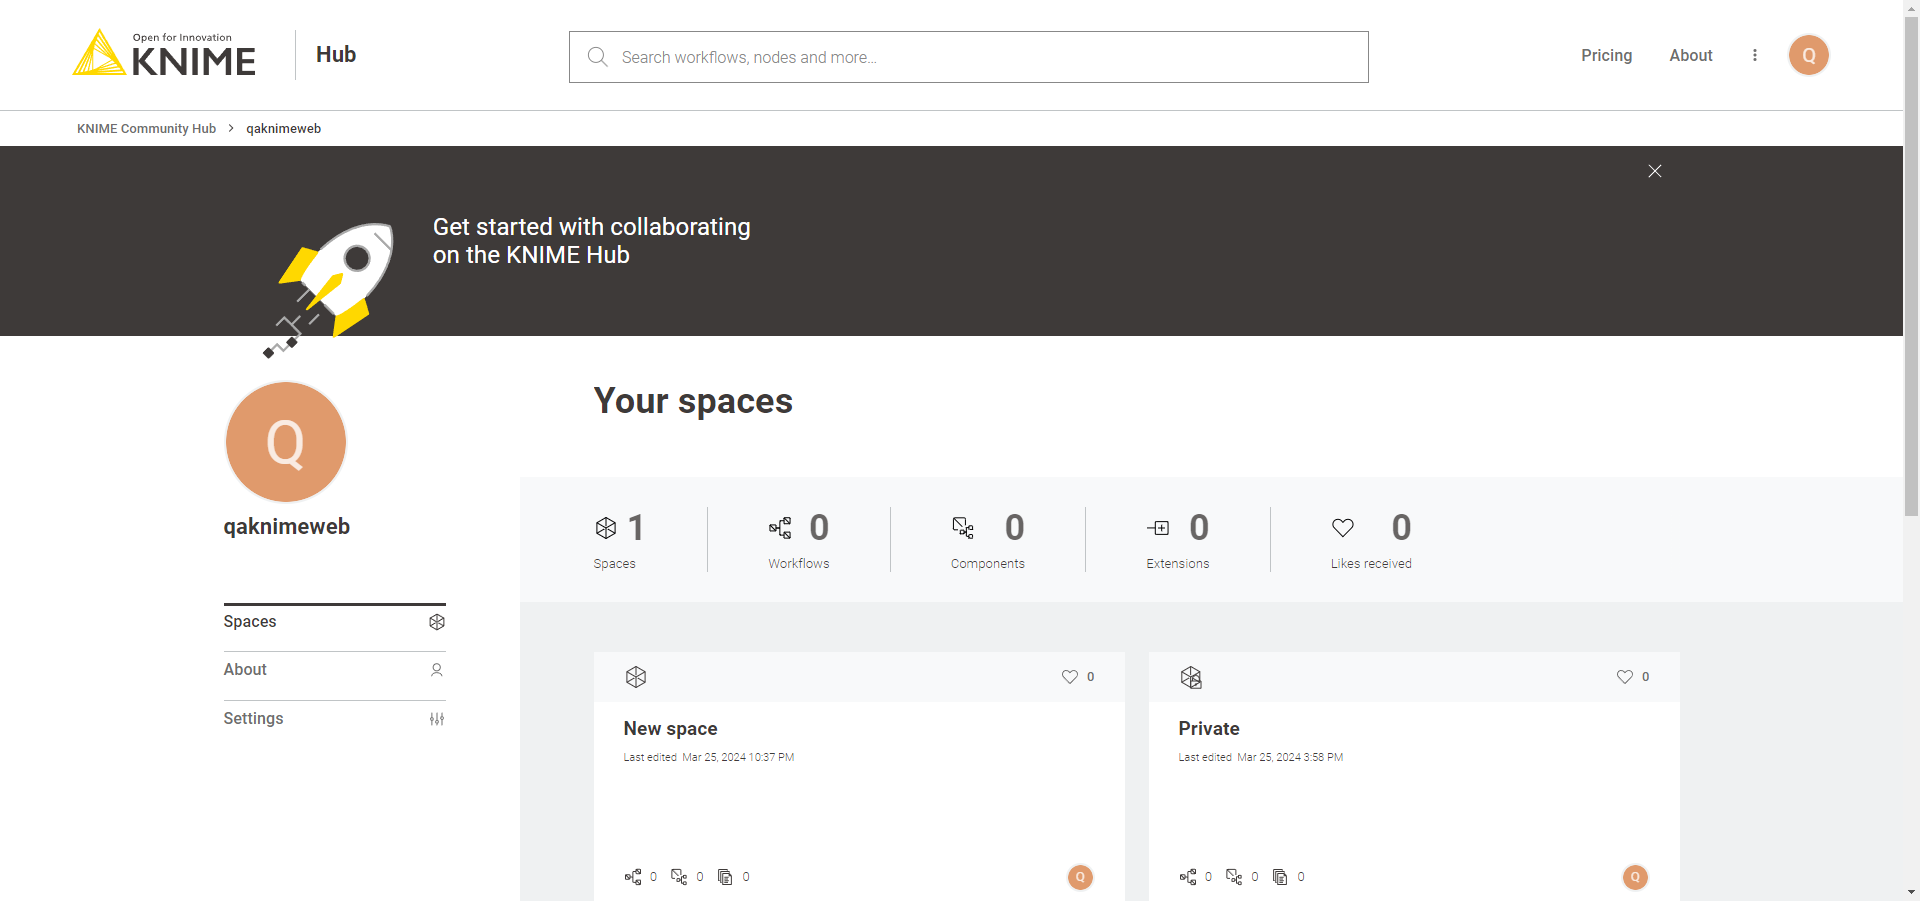 Open for Innovation
KNIME
Hub
Search workflows, nodes and more...
Pricing
About
Q
KNIME Community Hub
qaknimeweb
Get started with collaborating
on the KNIME Hub
Q
qaknimeweb
Spaces
About
Settings
Your spaces
1
Spaces
0
Workflows
0
Components
0
Extensions
0
Likes received
0
New space
Last edited Mar 25, 2024 10:37 PM
0 0 0
Q
0
Private
Last edited Mar 25, 2024 3:58 PM
0 0 0
Q